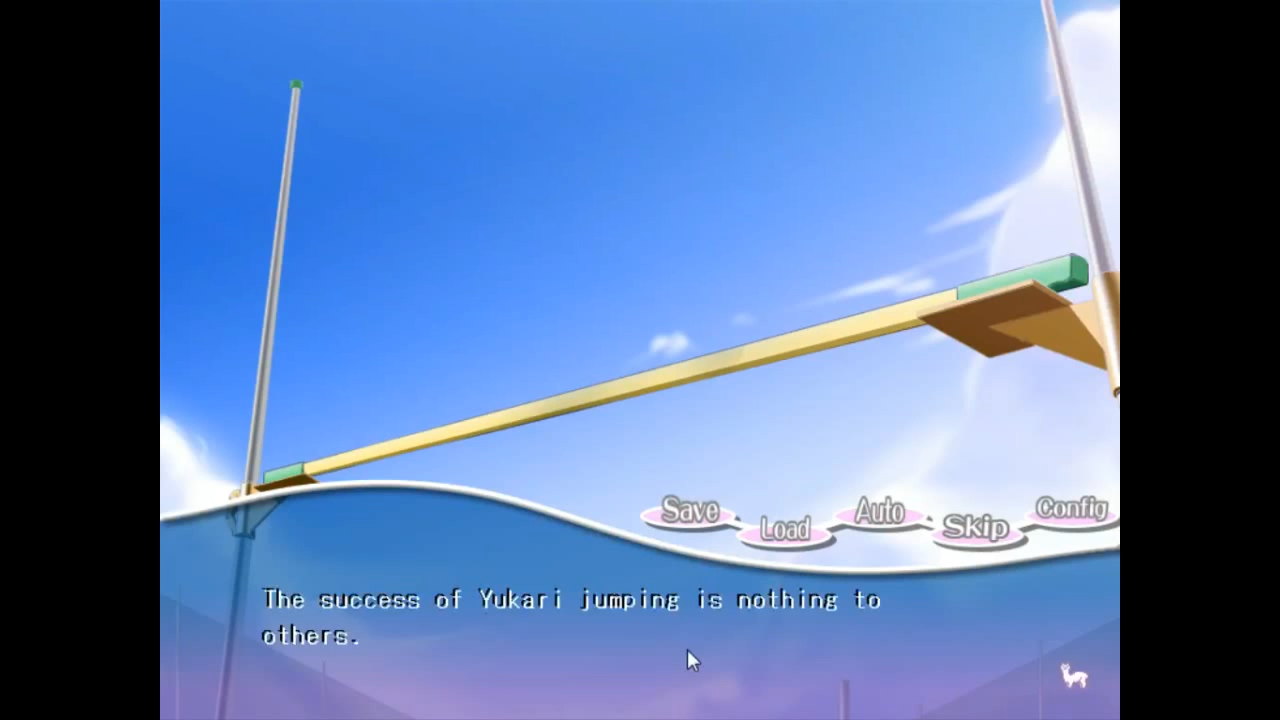 Save
Load
Auto
Skip
Config
The success of Yukari jumping is nothing to
others.